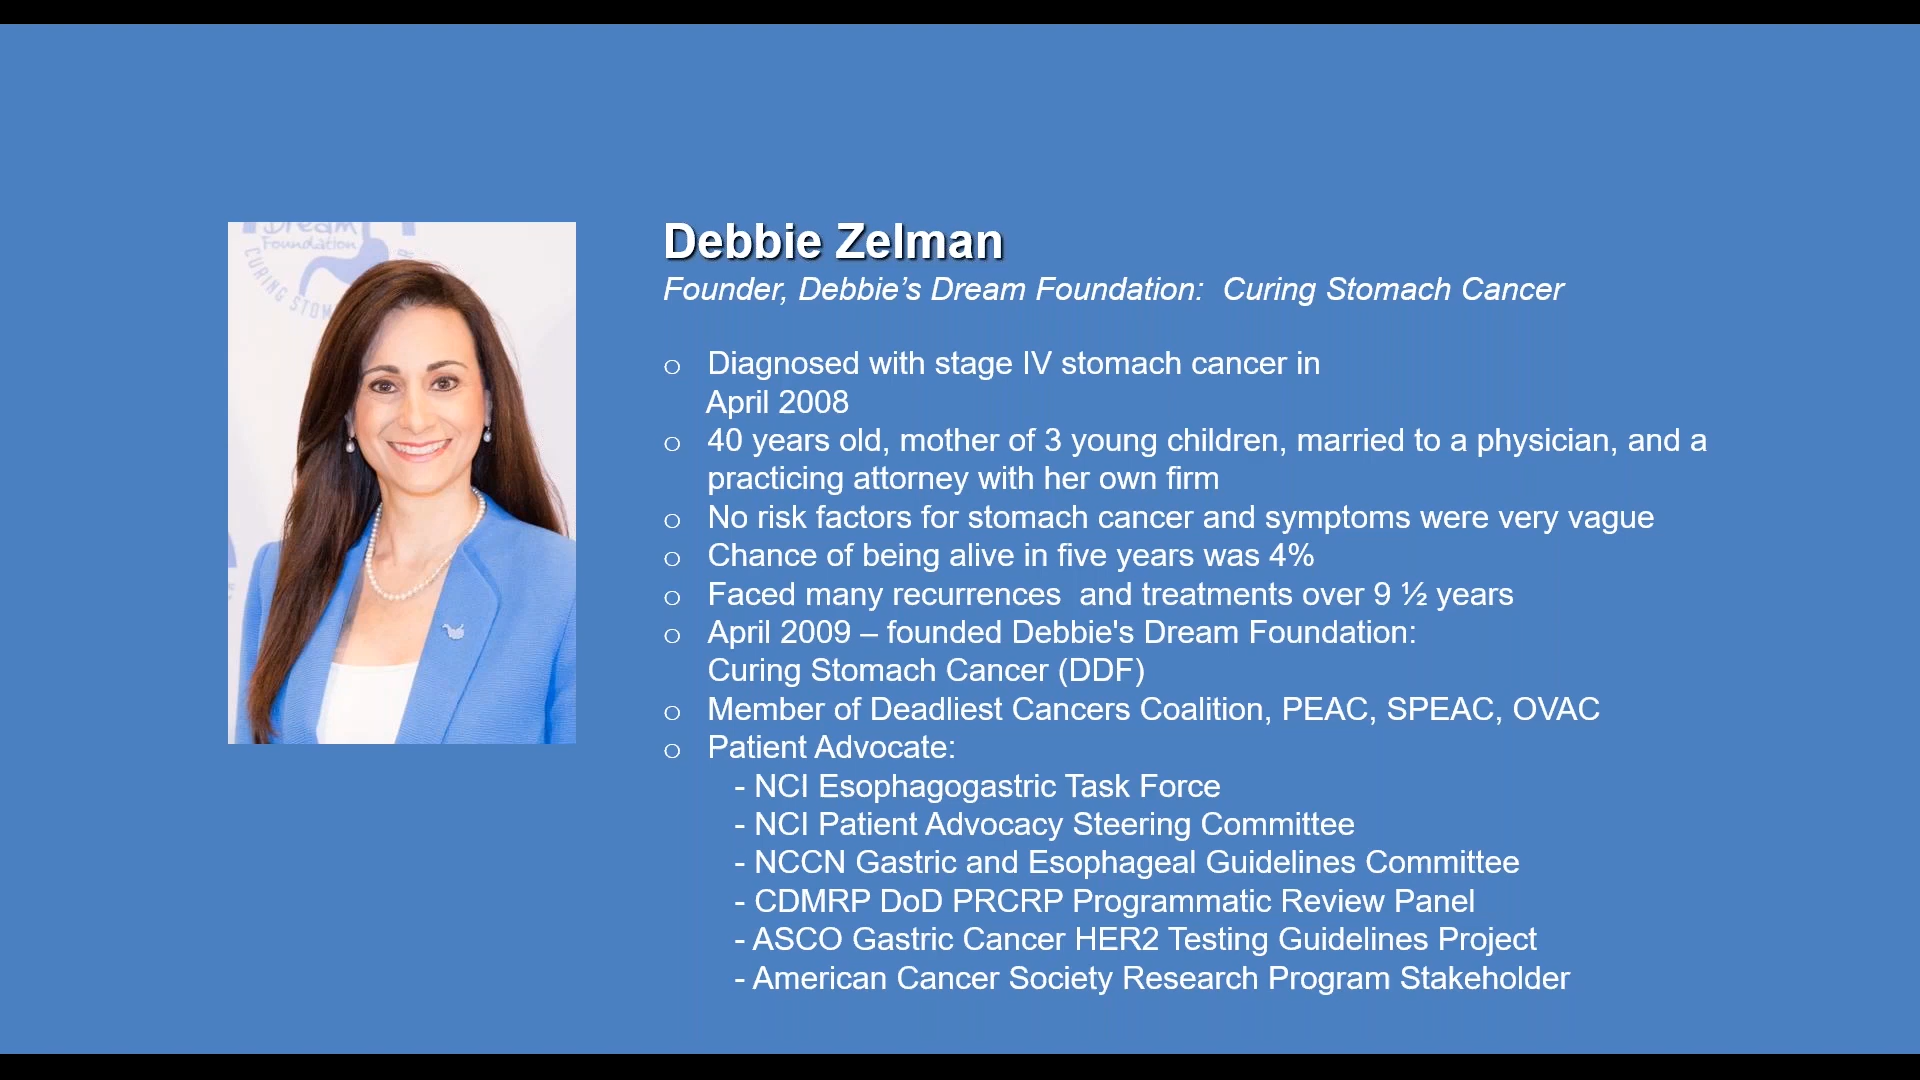 Dream
Foundation
CURING STOM
Debbie Zelman
Founder, Debbie’s Dream Foundation:  Curing Stomach Cancer
o Diagnosed with stage IV stomach cancer in
April 2008
o 40 years old, mother of 3 young children, married to a physician, and a
practicing attorney with her own firm
o No risk factors for stomach cancer and symptoms were very vague
o Chance of being alive in five years was 4%
o Faced many recurrences  and treatments over 9 ½ years
o April 2009 – founded Debbie's Dream Foundation:
Curing Stomach Cancer (DDF)
o Member of Deadliest Cancers Coalition, PEAC, SPEAC, OVAC
o Patient Advocate:
- NCI Esophagogastric Task Force
- NCI Patient Advocacy Steering Committee
- NCCN Gastric and Esophageal Guidelines Committee
- CDMRP DoD PRCRP Programmatic Review Panel
- ASCO Gastric Cancer HER2 Testing Guidelines Project
- American Cancer Society Research Program Stakeholder